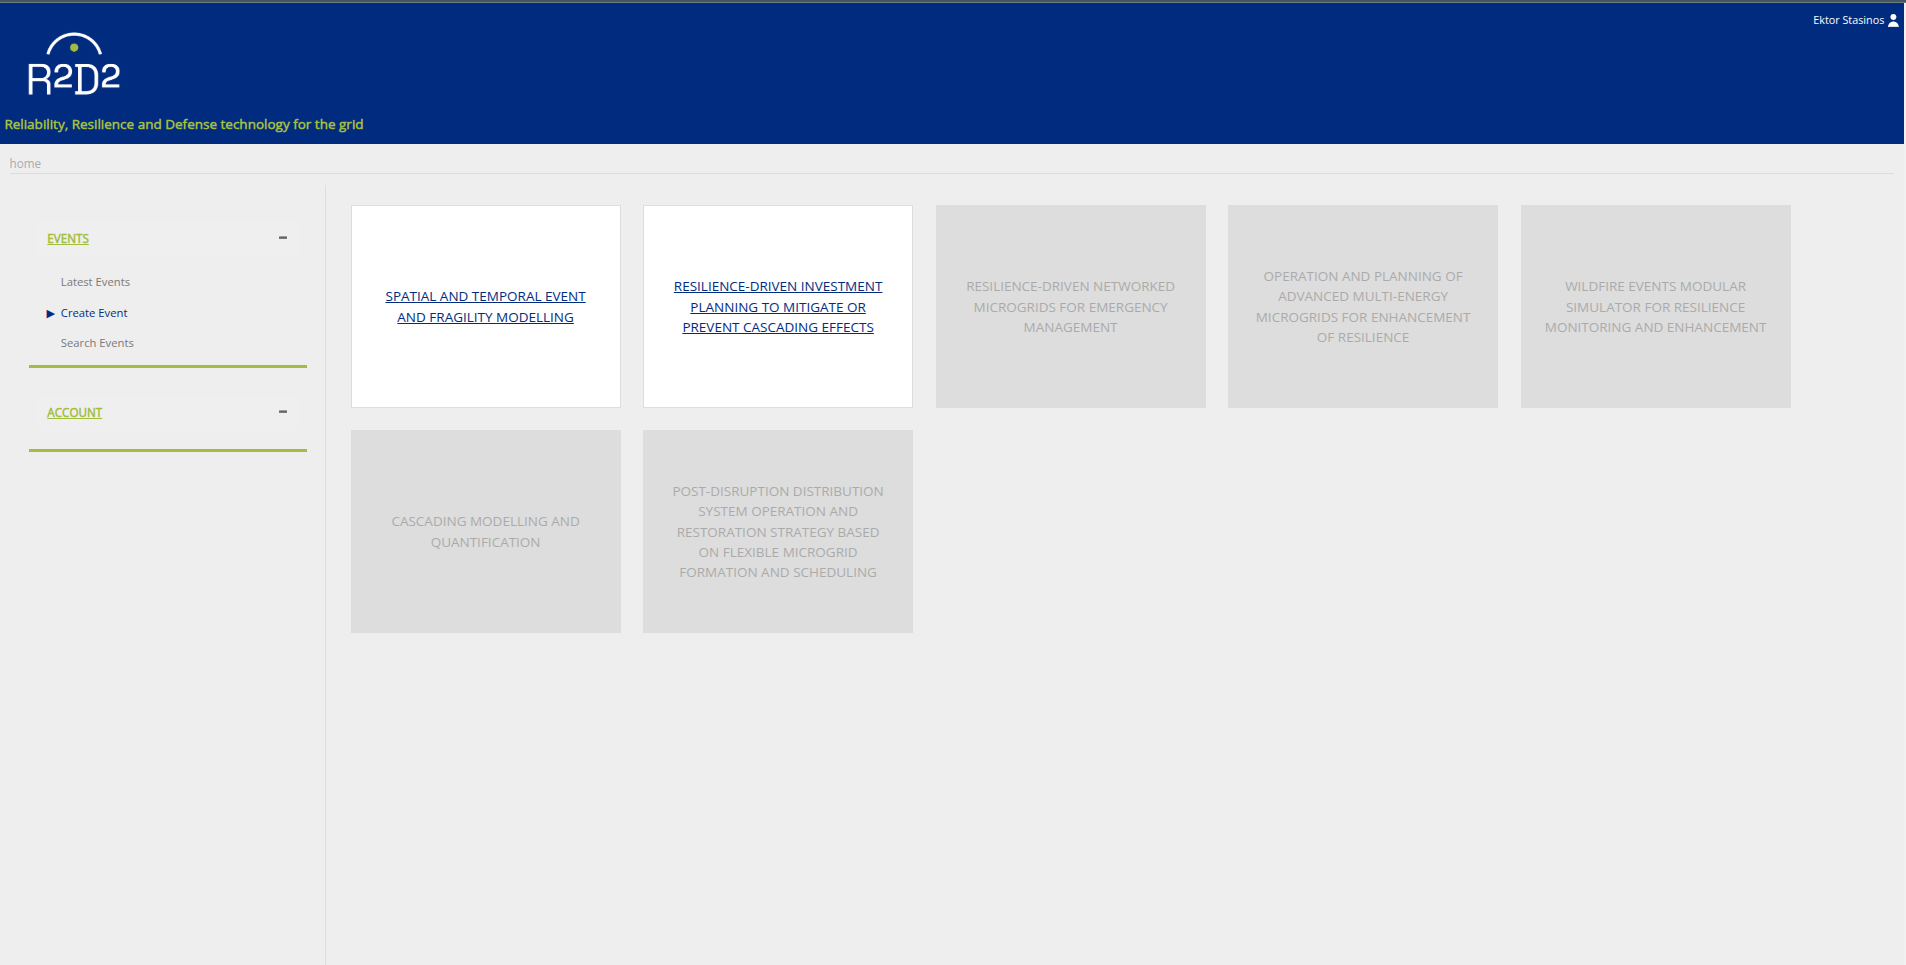 Ektor Stasinos
R2D2
Reliability, Resilience and Defense technology for the grid
home
EVENTS
Latest Events
Create Event
Search Events
ACCOUNT
SPATIAL AND TEMPORAL EVENT
AND FRAGILITY MODELLING
RESILIENCE-DRIVEN INVESTMENT
PLANNING TO MITIGATE OR
PREVENT CASCADING EFFECTS
RESILIENCE-DRIVEN NETWORKED
MICROGRIDS FOR EMERGENCY
MANAGEMENT
OPERATION AND PLANNING OF
ADVANCED MULTI-ENERGY
MICROGRIDS FOR ENHANCEMENT
OF RESILIENCE
WILDFIRE EVENTS MODULAR
SIMULATOR FOR RESILIENCE
MONITORING AND ENHANCEMENT
CASCADING MODELLING AND
QUANTIFICATION
POST-DISRUPTION DISTRIBUTION
SYSTEM OPERATION AND
RESTORATION STRATEGY BASED
ON FLEXIBLE MICROGRID
FORMATION AND SCHEDULING